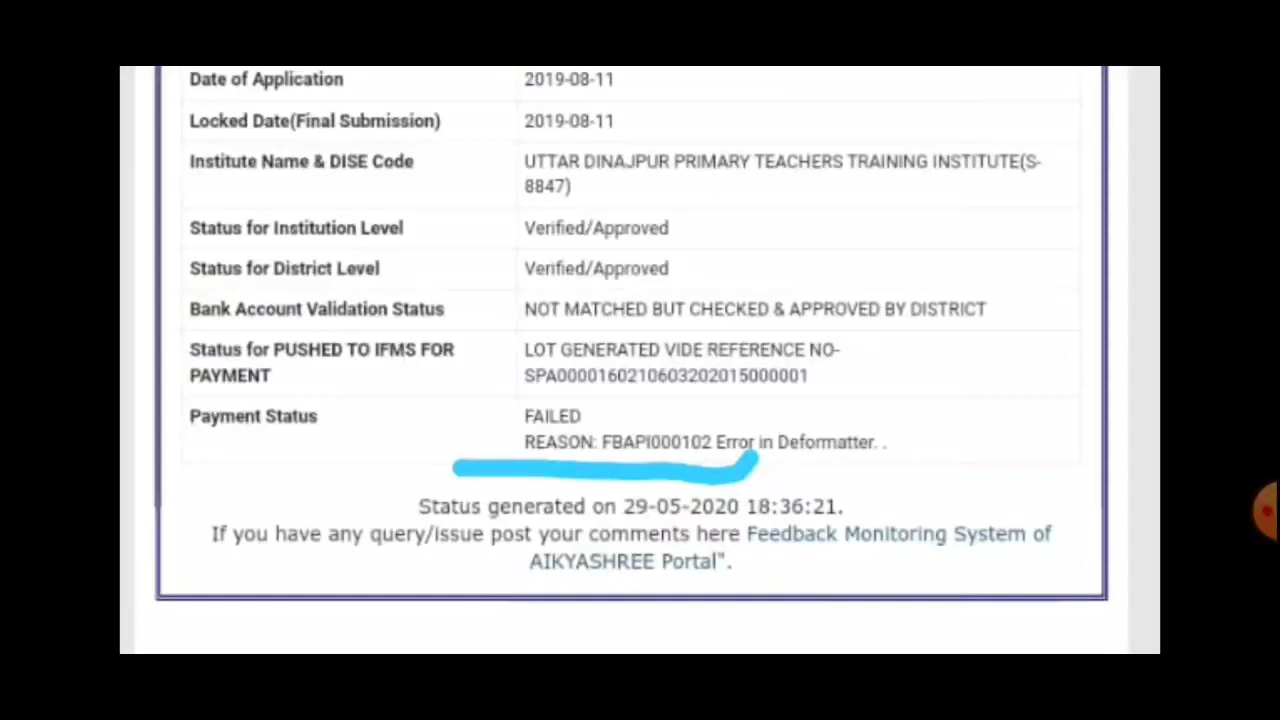 Date of Application 2019-08-11
Locked Date(Final Submission) 2019-08-11
Institute Name & DISE Code UTTAR DINAJPUR PRIMARY TEACHERS TRAINING INSTITUTE(S-
8847)
Status for Institution Level Verified/Approved
Status for District Level Verified/Approved
Bank Account Validation Status NOT MATCHED BUT CHECKED & APPROVED BY DISTRICT
Status for PUSHED TO IFMS FOR LOT GENERATED VIDE REFERENCE NO-
PAYMENT SPA0000160210603202015000001
Payment Status FAILED
REASON: FBAPI000102 Error in Deformatter. .
Status generated on 29-05-2020 18:36:21.
If you have any query/issue post your comments here Feedback Monitoring System of
AIKYASHREE Portal".